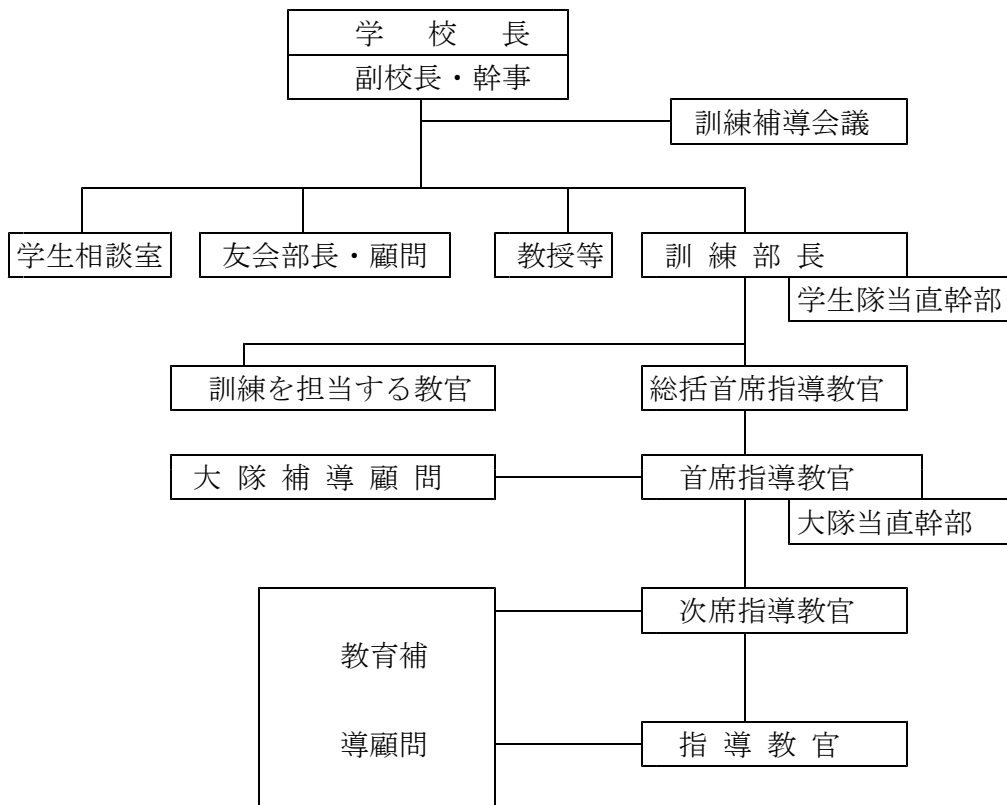 学校長
副校長・幹事
訓練補導会議
学生相談室
友会部長・顧問
教授等
訓練部長
学生隊当直幹部
訓練を担当する教官
総括首席指導教官
大隊補導顧問
首席指導教官
大隊当直幹部
次席指導教官
教育補
導顧問
指導教官